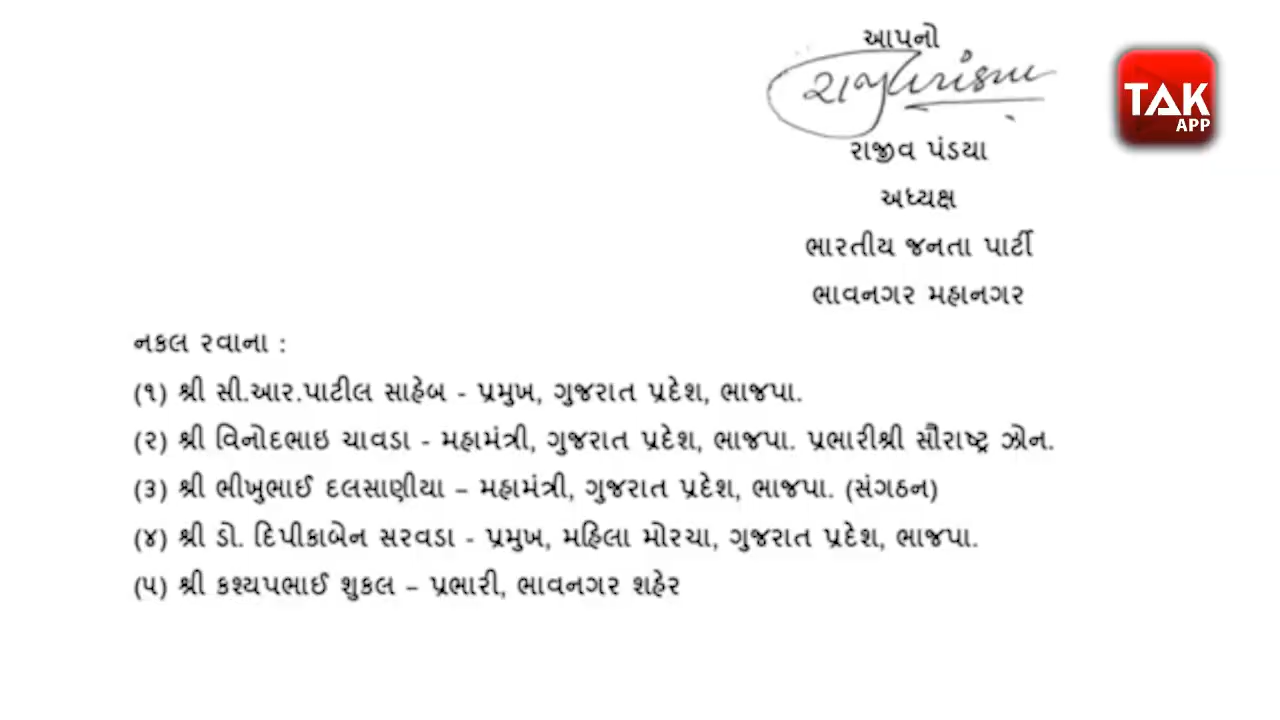 આપનો
રાજીવ પંડયા
અધ્યક્ષ
ભારતીય જનતા પાર્ટી
ભાવનગર મહાનગર
નકલ રવાના :
(૧) શ્રી સી.આર.પાટીલ સાહેબ - પ્રમુખ, ગુજરાત પ્રદેશ, ભાજપા.
(૨) શ્રી વિનોદભાઇ ચાવડા - મહામંત્રી, ગુજરાત પ્રદેશ, ભાજપા. પ્રભારીશ્રી સૌરાષ્ટ્ર ઝોન.
(૩) શ્રી ભીખુભાઈ દલસાણીયા – મહામંત્રી, ગુજરાત પ્રદેશ, ભાજપા. (સંગઠન)
(૪) શ્રી ડો. દિપીકાબેન સરવડા - પ્રમુખ, મહિલા મોરચા, ગુજરાત પ્રદેશ, ભાજપા.
(૫) શ્રી કશ્યપભાઈ શુકલ – પ્રભારી, ભાવનગર શહેર
TAK
APP